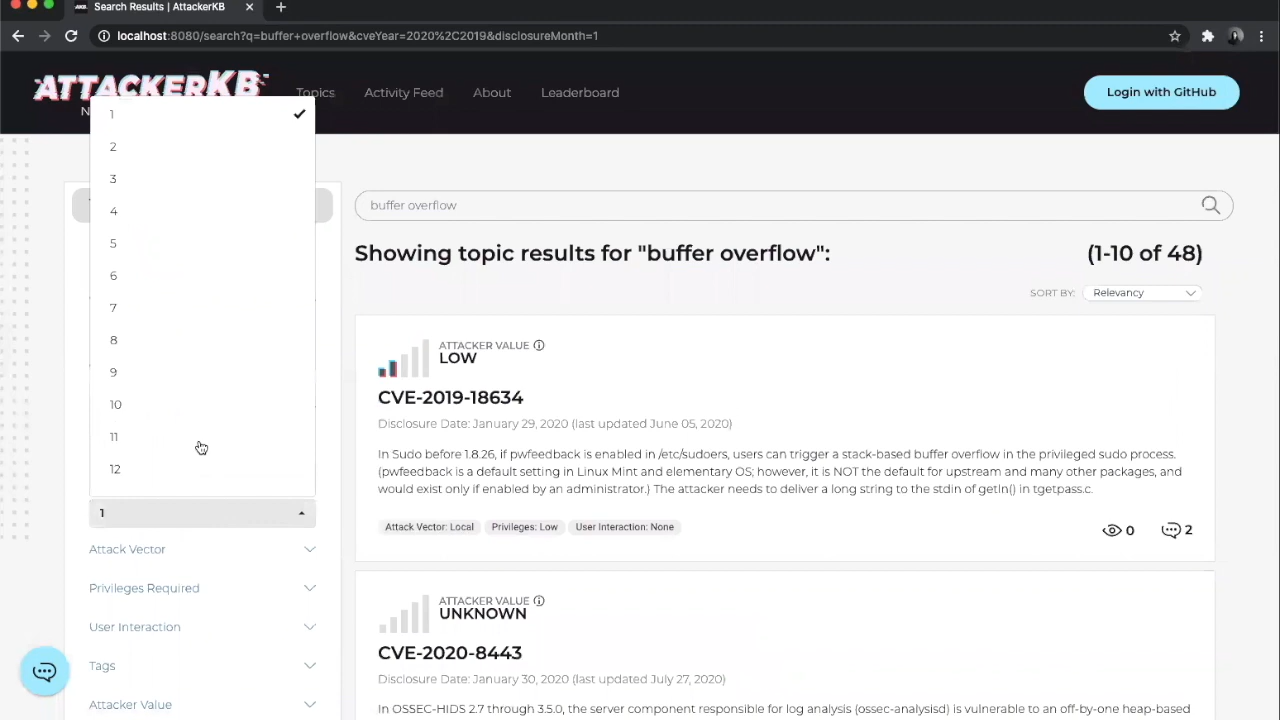 Search Results | AttackerKB
localhost:8080/search?q=buffer+overflow&cveYear=2020%2C2019&disclosureMonth=1
ATTACKERKB
Topics
Activity Feed
About
Leaderboard
Login with GitHub
1
2
3
4
5
6
7
8
9
10
11
12
1
Attack Vector
Privileges Required
User Interaction
Tags
Attacker Value
buffer overflow
Showing topic results for "buffer overflow":
(1-10 of 48)
SORT BY: Relevancy
ATTACKER VALUE
LOW
CVE-2019-18634
Disclosure Date: January 29, 2020 (last updated June 05, 2020)
In Sudo before 1.8.26, if pwfeedback is enabled in /etc/sudoers, users can trigger a stack-based buffer overflow in the privileged sudo process.
(pwfeedback is a default setting in Linux Mint and elementary OS; however, it is NOT the default for upstream and many other packages, and
would exist only if enabled by an administrator.) The attacker needs to deliver a long string to the stdin of getln() in tgetpass.c.
Attack Vector: Local
Privileges: Low
User Interaction: None
0
2
ATTACKER VALUE
UNKNOWN
CVE-2020-8443
Disclosure Date: January 30, 2020 (last updated July 27, 2020)
In OSSEC-HIDS 2.7 through 3.5.0, the server component responsible for log analysis (ossec-analysisd) is vulnerable to an off-by-one heap-based